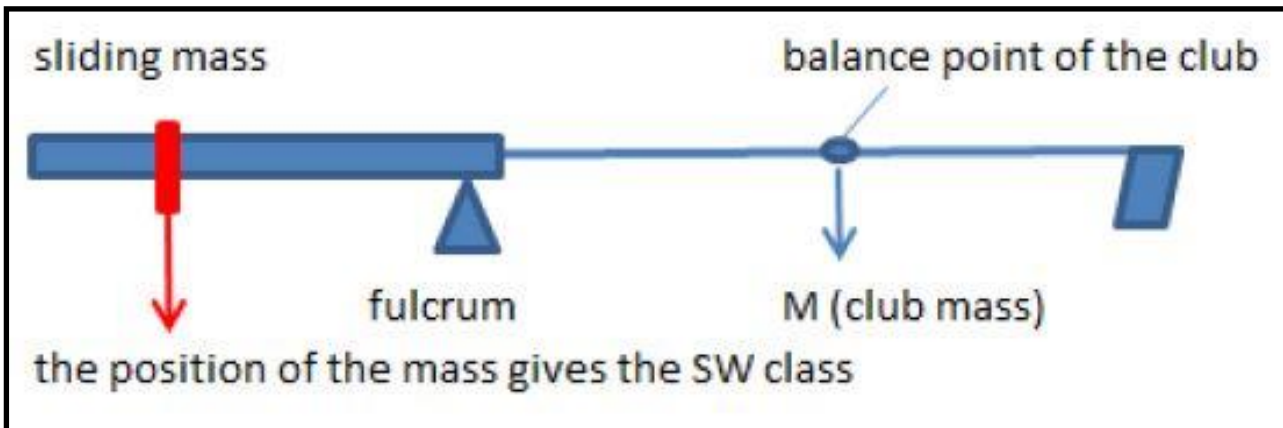 sliding mass
balance point of the club
fulcrum
M (club mass)
the position of the mass gives the SW class